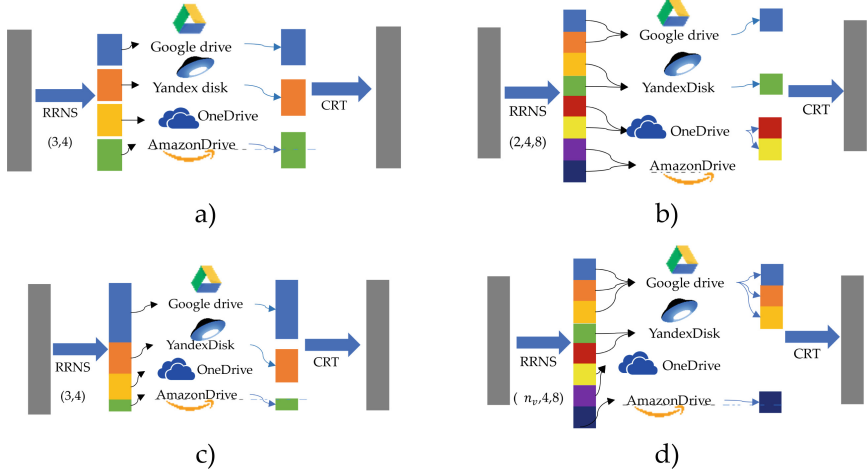 Google drive
RRNS
Yandex disk
CRT
(3,4)
OneDrive
AmazonDrive
a)
Google drive
RRNS
YandexDisk
CRT
(2,4,8)
OneDrive
AmazonDrive
b)
Google drive
YandexDisk
RRNS
CRT
OneDrive
(3,4)
AmazonDrive
c)
Google drive
YandexDisk
RRNS
CRT
OneDrive
( n_v,4,8)
AmazonDrive
d)